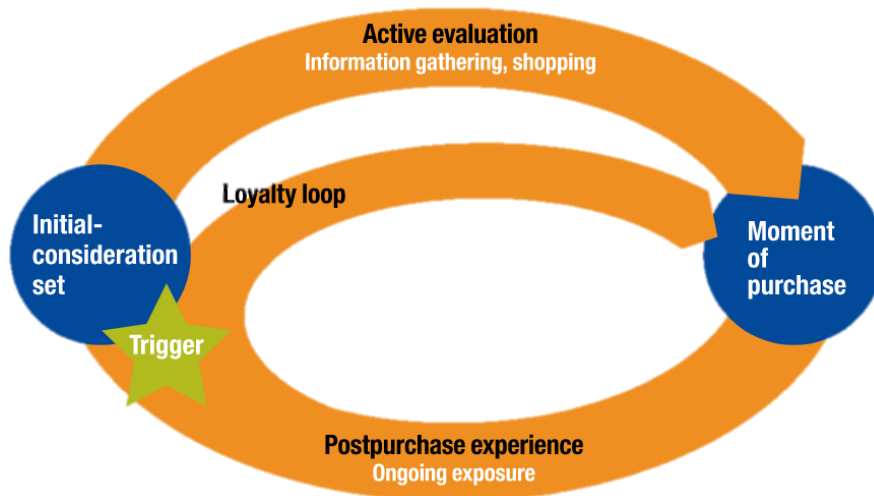 Active evaluation
Information gathering, shopping
Loyalty loop
Initial-
consideration
set
Moment
of
purchase
Trigger
Postpurchase experience
Ongoing exposure